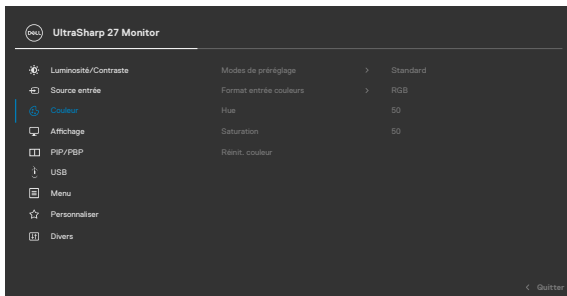 DELL UltraSharp 27 Monitor
Luminosité/Contraste Modes de préréglage > Standard
Source entrée Format entrée couleurs > RGB
Couleur Hue 50
Affichage Saturation 50
PIP/PBP Réinit. couleur
USB
Menu
Personnaliser
Divers
< Quitter